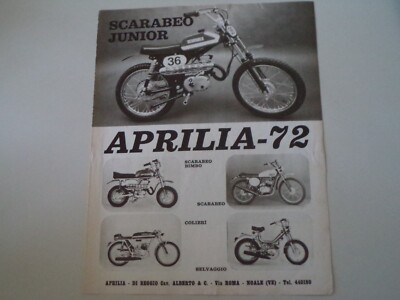 SCARABEO
JUNIOR
36
APRILIA-72
SCARABEO
BIMBO
SCARABEO
COLIBRI
SELVAGGIO
APRILIA - DI BEGGIO Cav. ALBERTO & C. - Via ROMA - NOALE (VE) - Tel.